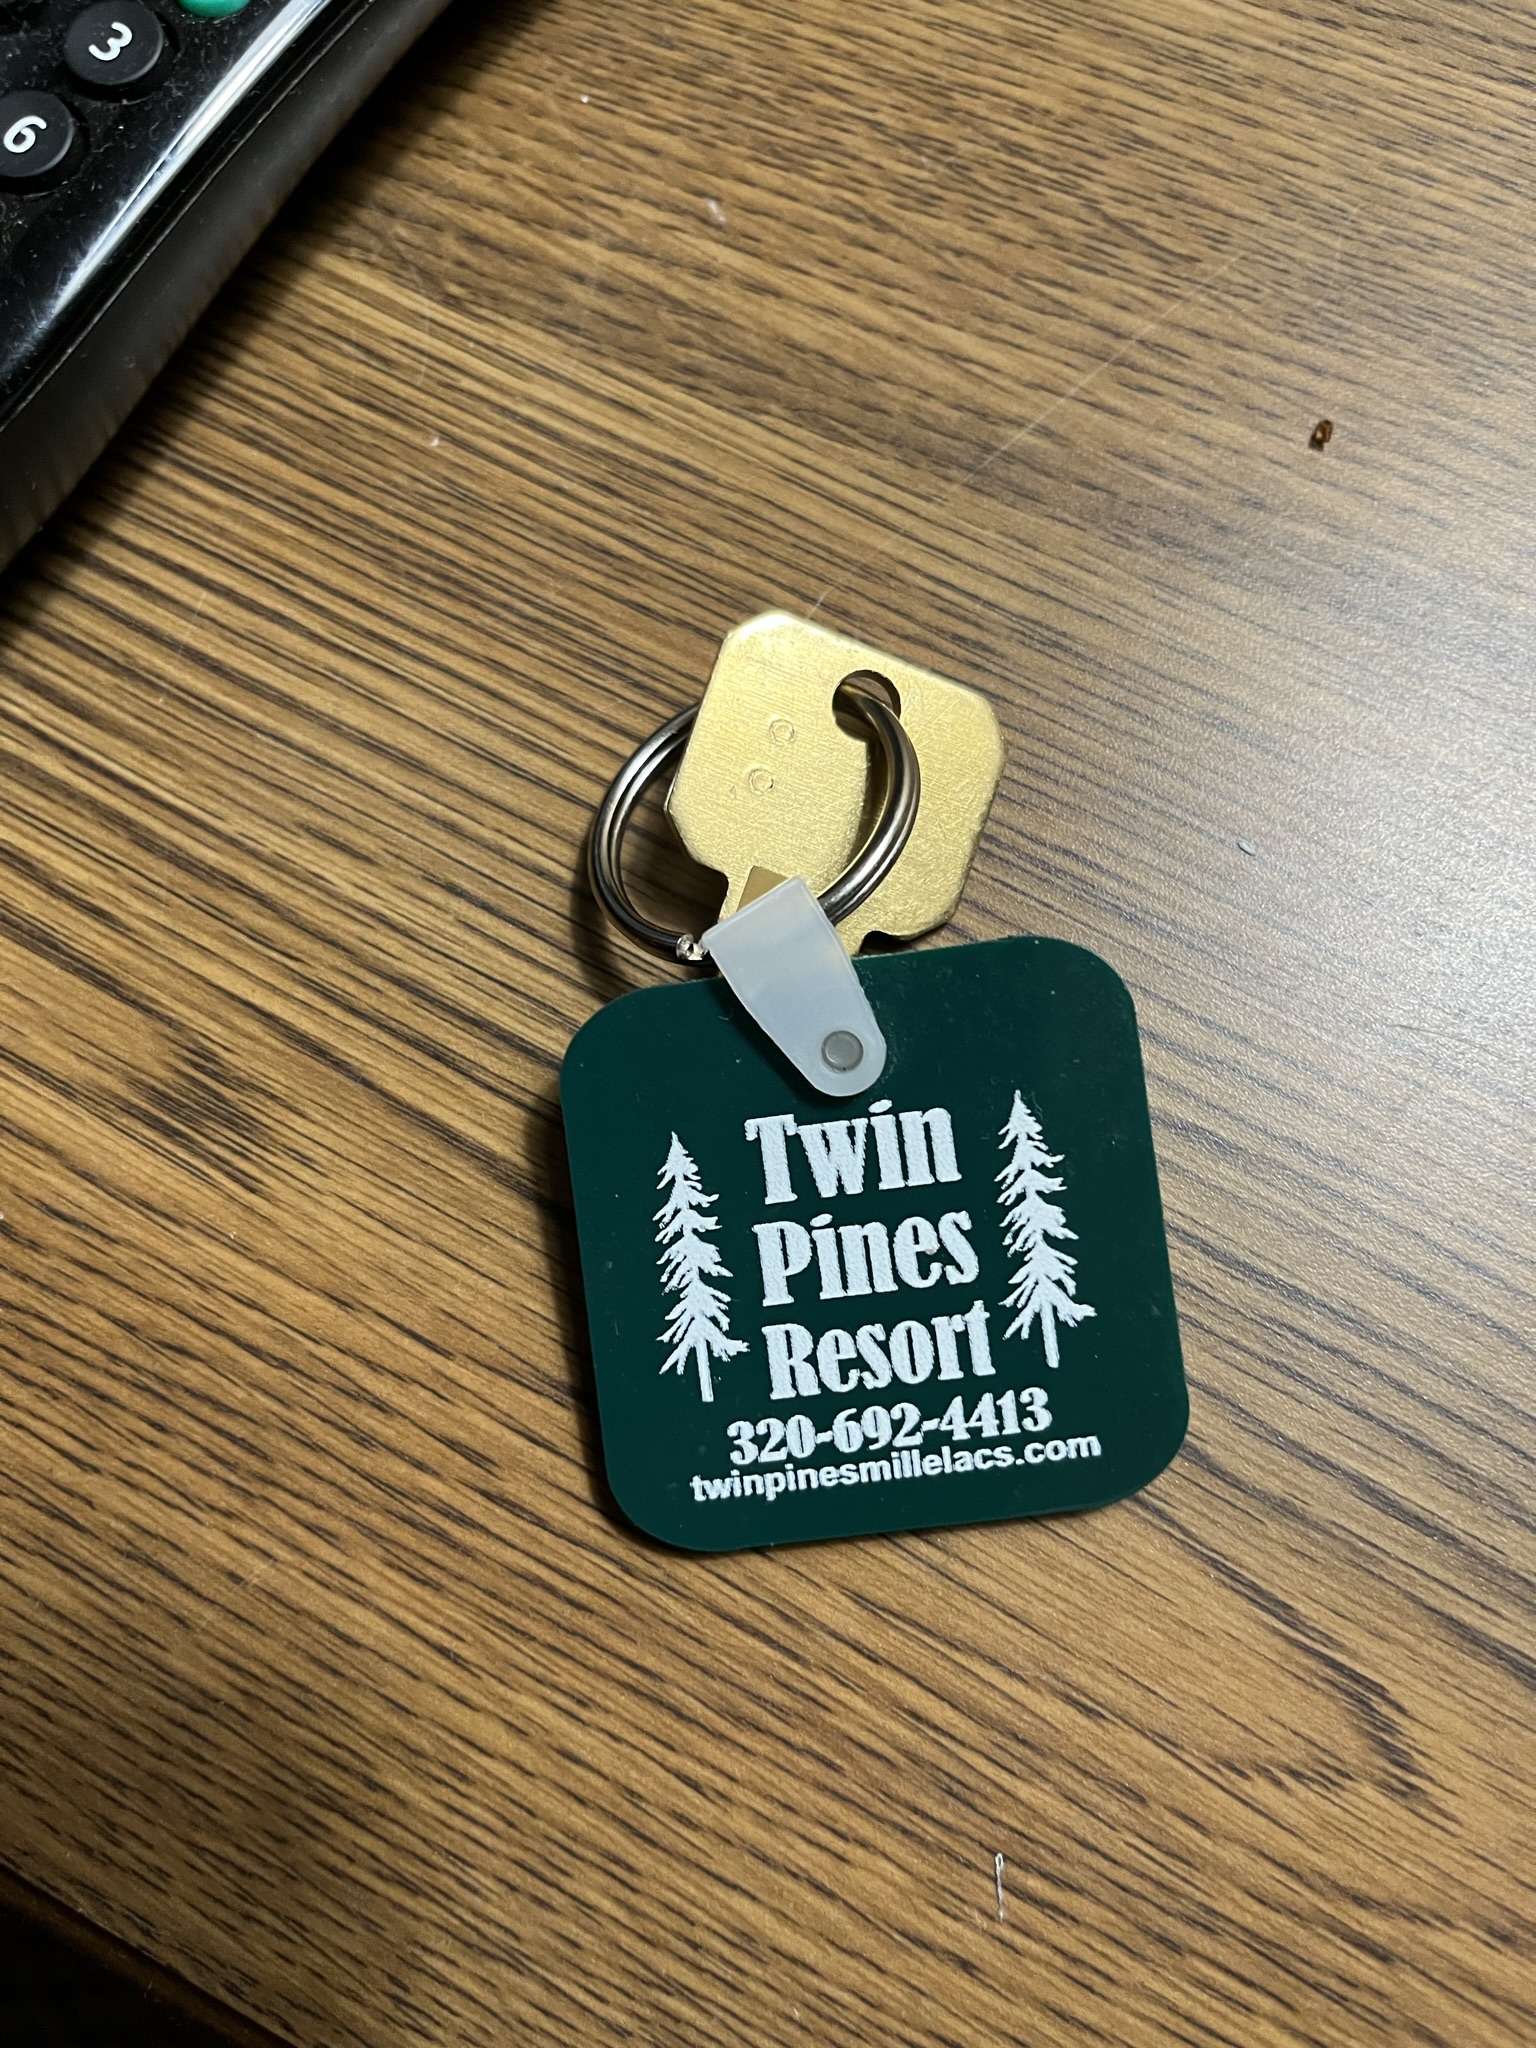 3
6
Twin
Pines
Resort
320-692-4413
twinpinesmillelacs.com